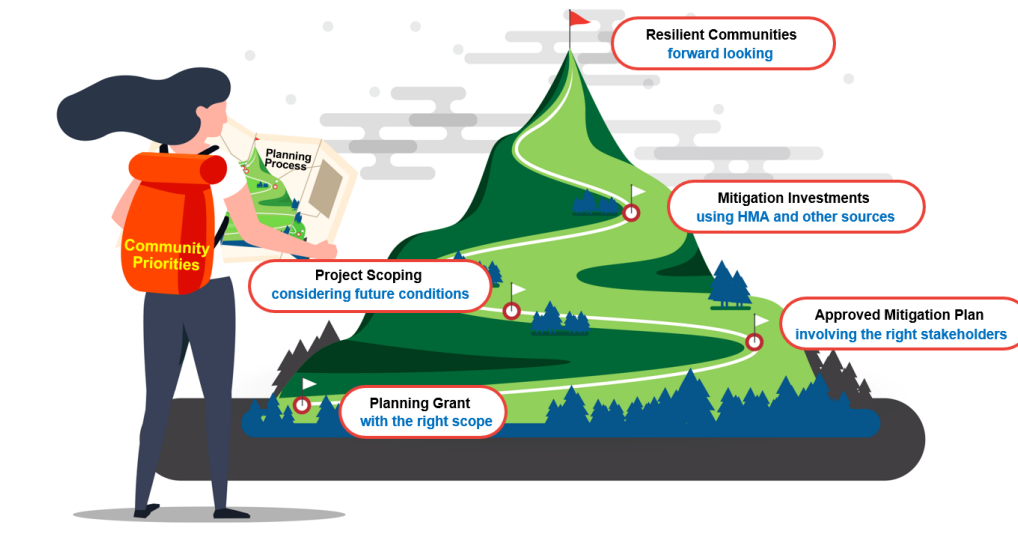 Resilient Communities
forward looking
Planning
Process
Mitigation Investments
using HMA and other sources
Community
Priorities
Project Scoping
considering future conditions
Approved Mitigation Plan
involving the right stakeholders
Planning Grant
with the right scope